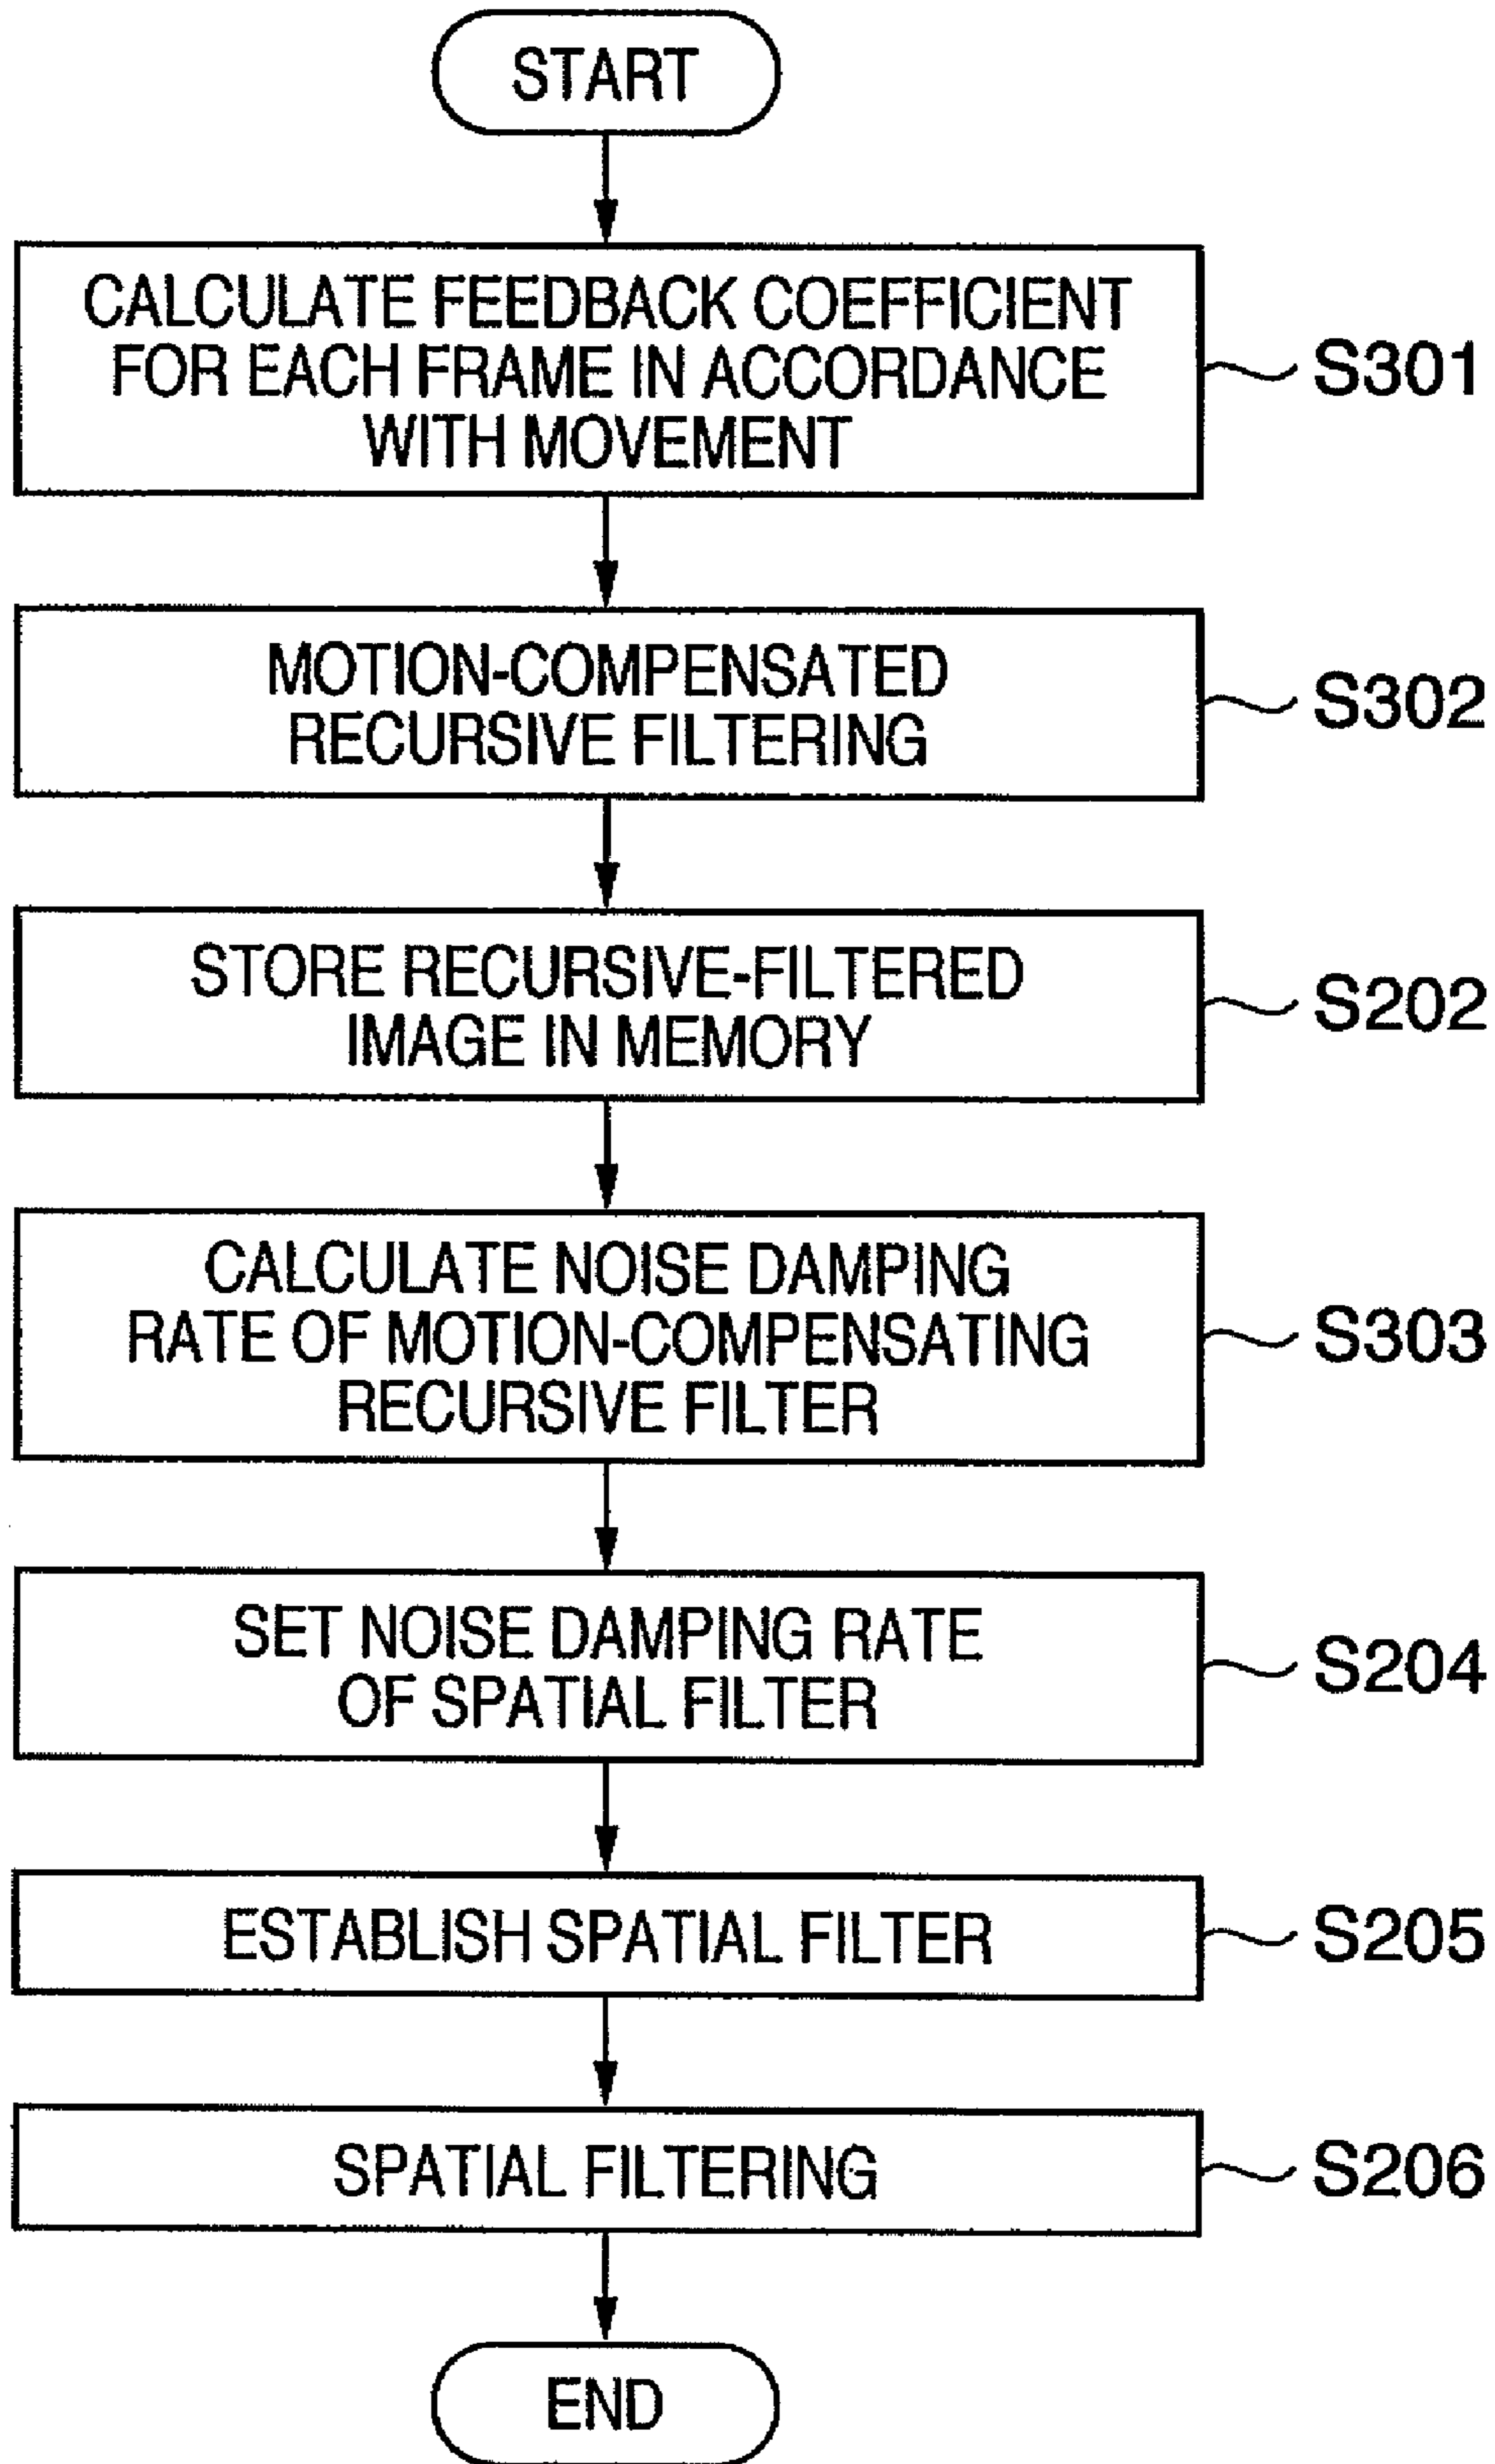 START
CALCULATE FEEDBACK COEFFICIENT
FOR EACH FRAME IN ACCORDANCE
WITH MOVEMENT
S301
MOTION-COMPENSATED
RECURSIVE FILTERING
S302
STORE RECURSIVE-FILTERED
IMAGE IN MEMORY
S202
CALCULATE NOISE DAMPING
RATE OF MOTION-COMPENSATING
RECURSIVE FILTER
S303
SET NOISE DAMPING RATE
OF SPATIAL FILTER
S204
ESTABLISH SPATIAL FILTER
S205
SPATIAL FILTERING
S206
END